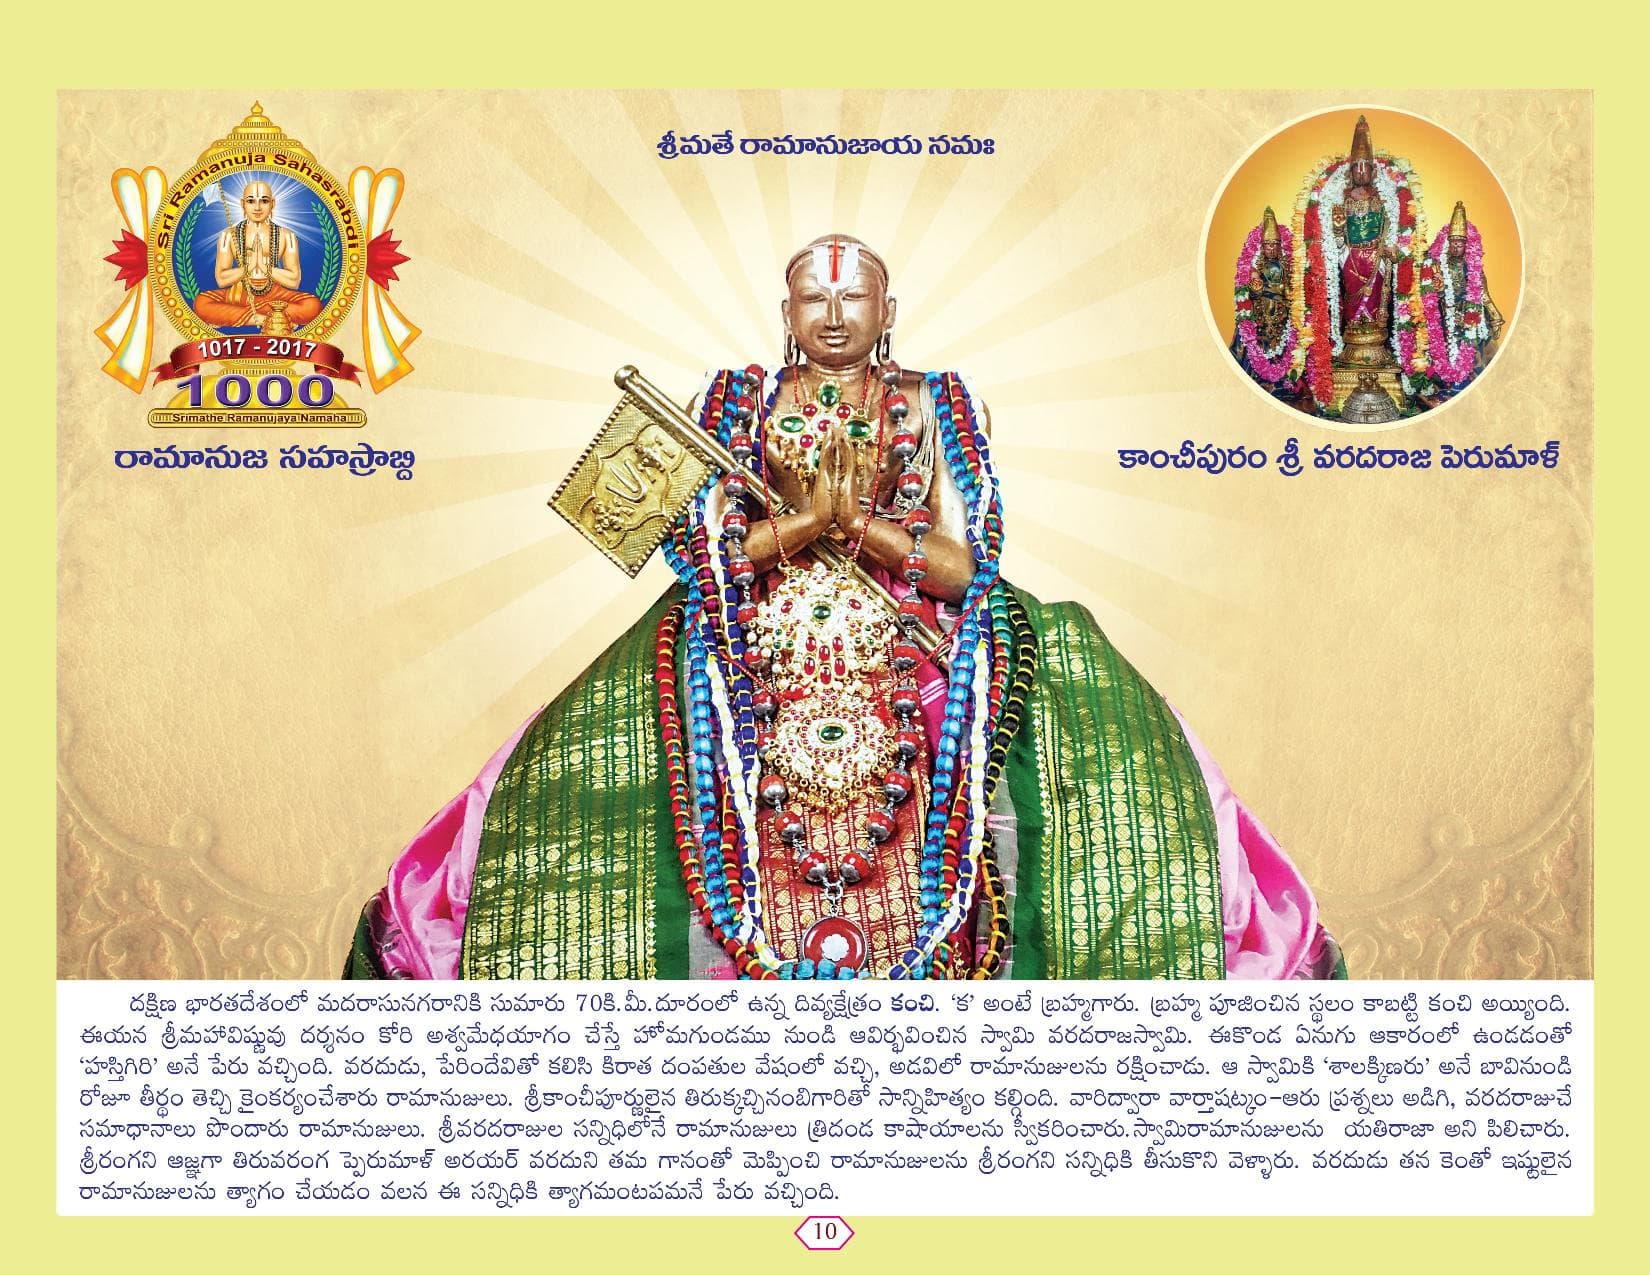 శ్రీమతే రామానుజాయ నమః
Sri Ramanuja Sahasrabdi
1017 - 2017
1000
Srimathe Ramanujaya Namaha
రామానుజ సహస్రాబ్ది
కాంచీపురం శ్రీ వరదరాజ పెరుమాళ్
దక్షిణ భారతదేశంలో మదరాసునగరానికి సుమారు 70కి.మీ.దూరంలో ఉన్న దివ్యక్షేత్రం కంచి. ‘క’ అంటే బ్రహ్మగారు. బ్రహ్మ పూజించిన స్థలం కాబట్టి కంచి అయ్యింది.
ఈయన శ్రీమహావిష్ణువు దర్శనం కోరి అశ్వమేధయాగం చేస్తే హోమగుండము నుండి ఆవిర్భవించిన స్వామి వరదరాజస్వామి. ఈకొండ ఏనుగు ఆకారంలో ఉండడంతో
‘హస్తిగిరి’ అనే పేరు వచ్చింది. వరదుడు, పేరిందేవితో కలిసి కిరాత దంపతుల వేషంలో వచ్చి, అడవిలో రామానుజులను రక్షించాడు. ఆ స్వామికి ‘శాలక్కిణరు’ అనే బావినుండి
రోజూ తీర్థం తెచ్చి కైంకర్యంచేశారు రామానుజులు. శ్రీకాంచీపూర్ణులైన తిరుక్కచ్చినంబిగారితో సాన్నిహిత్యం కల్గింది. వారిద్వారా వార్తాషట్కం-ఆరు ప్రశ్నలు అడిగి, వరదరాజుచే
సమాధానాలు పొందారు రామానుజులు. శ్రీవరదరాజుల సన్నిధిలోనే రామానుజులు త్రిదండ కాషాయాలను స్వీకరించారు.స్వామిరామానుజులను యతిరాజా అని పిలిచారు.
శ్రీరంగని ఆజ్ఞగా తిరువరంగ ప్పెరుమాళ్ అరయర్ వరదుని తమ గానంతో మెప్పించి రామానుజులను శ్రీరంగని సన్నిధికి తీసుకొని వెళ్ళారు. వరదుడు తన కెంతో ఇష్టులైన
రామానుజులను త్యాగం చేయడం వలన ఈ సన్నిధికి త్యాగమంటపమనే పేరు వచ్చింది.
10